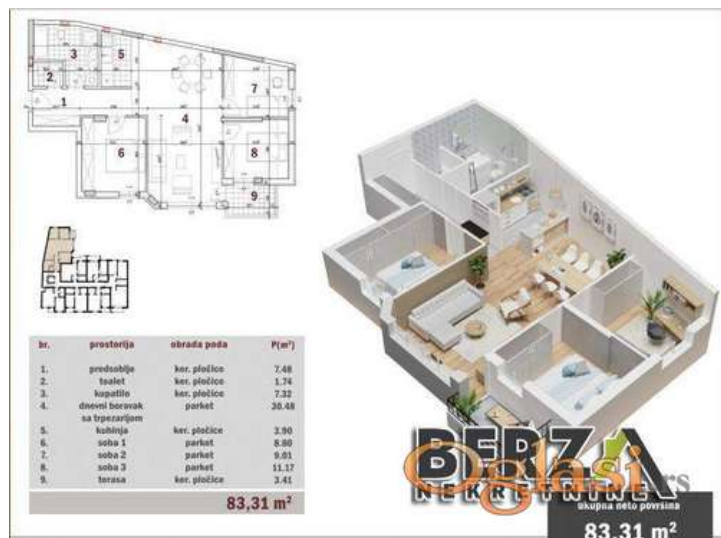 3
5
2
7
1
4
6
8
9
br. prostorija obrada poda P(m²)
1. predsoblje ker. pločice 7.48
2. toalet ker. pločice 1.74
3. kupatilo ker. pločice 7.32
4. dnevni boravak parket 30.48
sa trpezarijom
5. kuhinja ker. pločice 3.90
6. soba 1 parket 8.80
7. soba 2 parket 9.01
8. soba 3 parket 11.17
9. terasa ker. pločice 3.41
83,31 m²
BERZA
Oglasi rs
NEKRETNINE
ukupna neto površina
83.31 m²